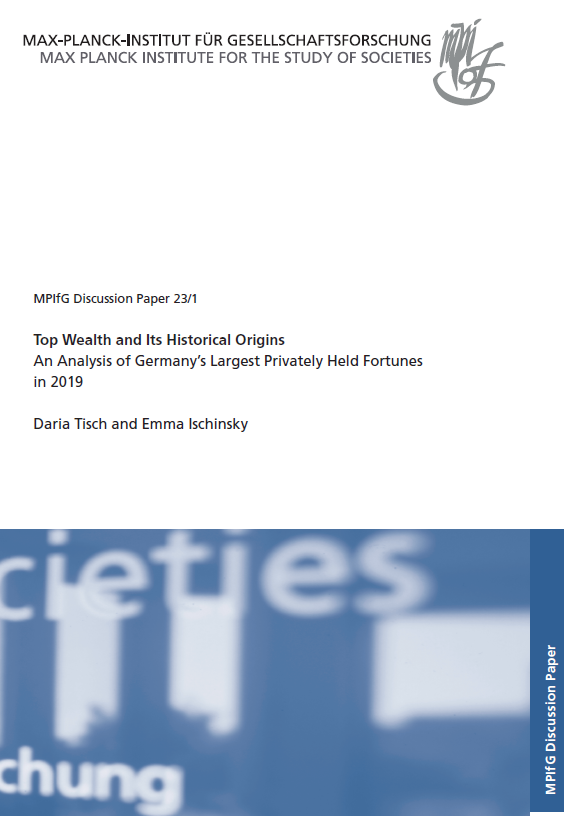 MAX-PLANCK-INSTITUT FÜR GESELLSCHAFTSFORSCHUNG
MAX PLANCK INSTITUTE FOR THE STUDY OF SOCIETIES
mpi
fG
MPIfG Discussion Paper 23/1
Top Wealth and Its Historical Origins
An Analysis of Germany’s Largest Privately Held Fortunes
in 2019
Daria Tisch and Emma Ischinsky
cieties
chung
MPIfG Discussion Paper